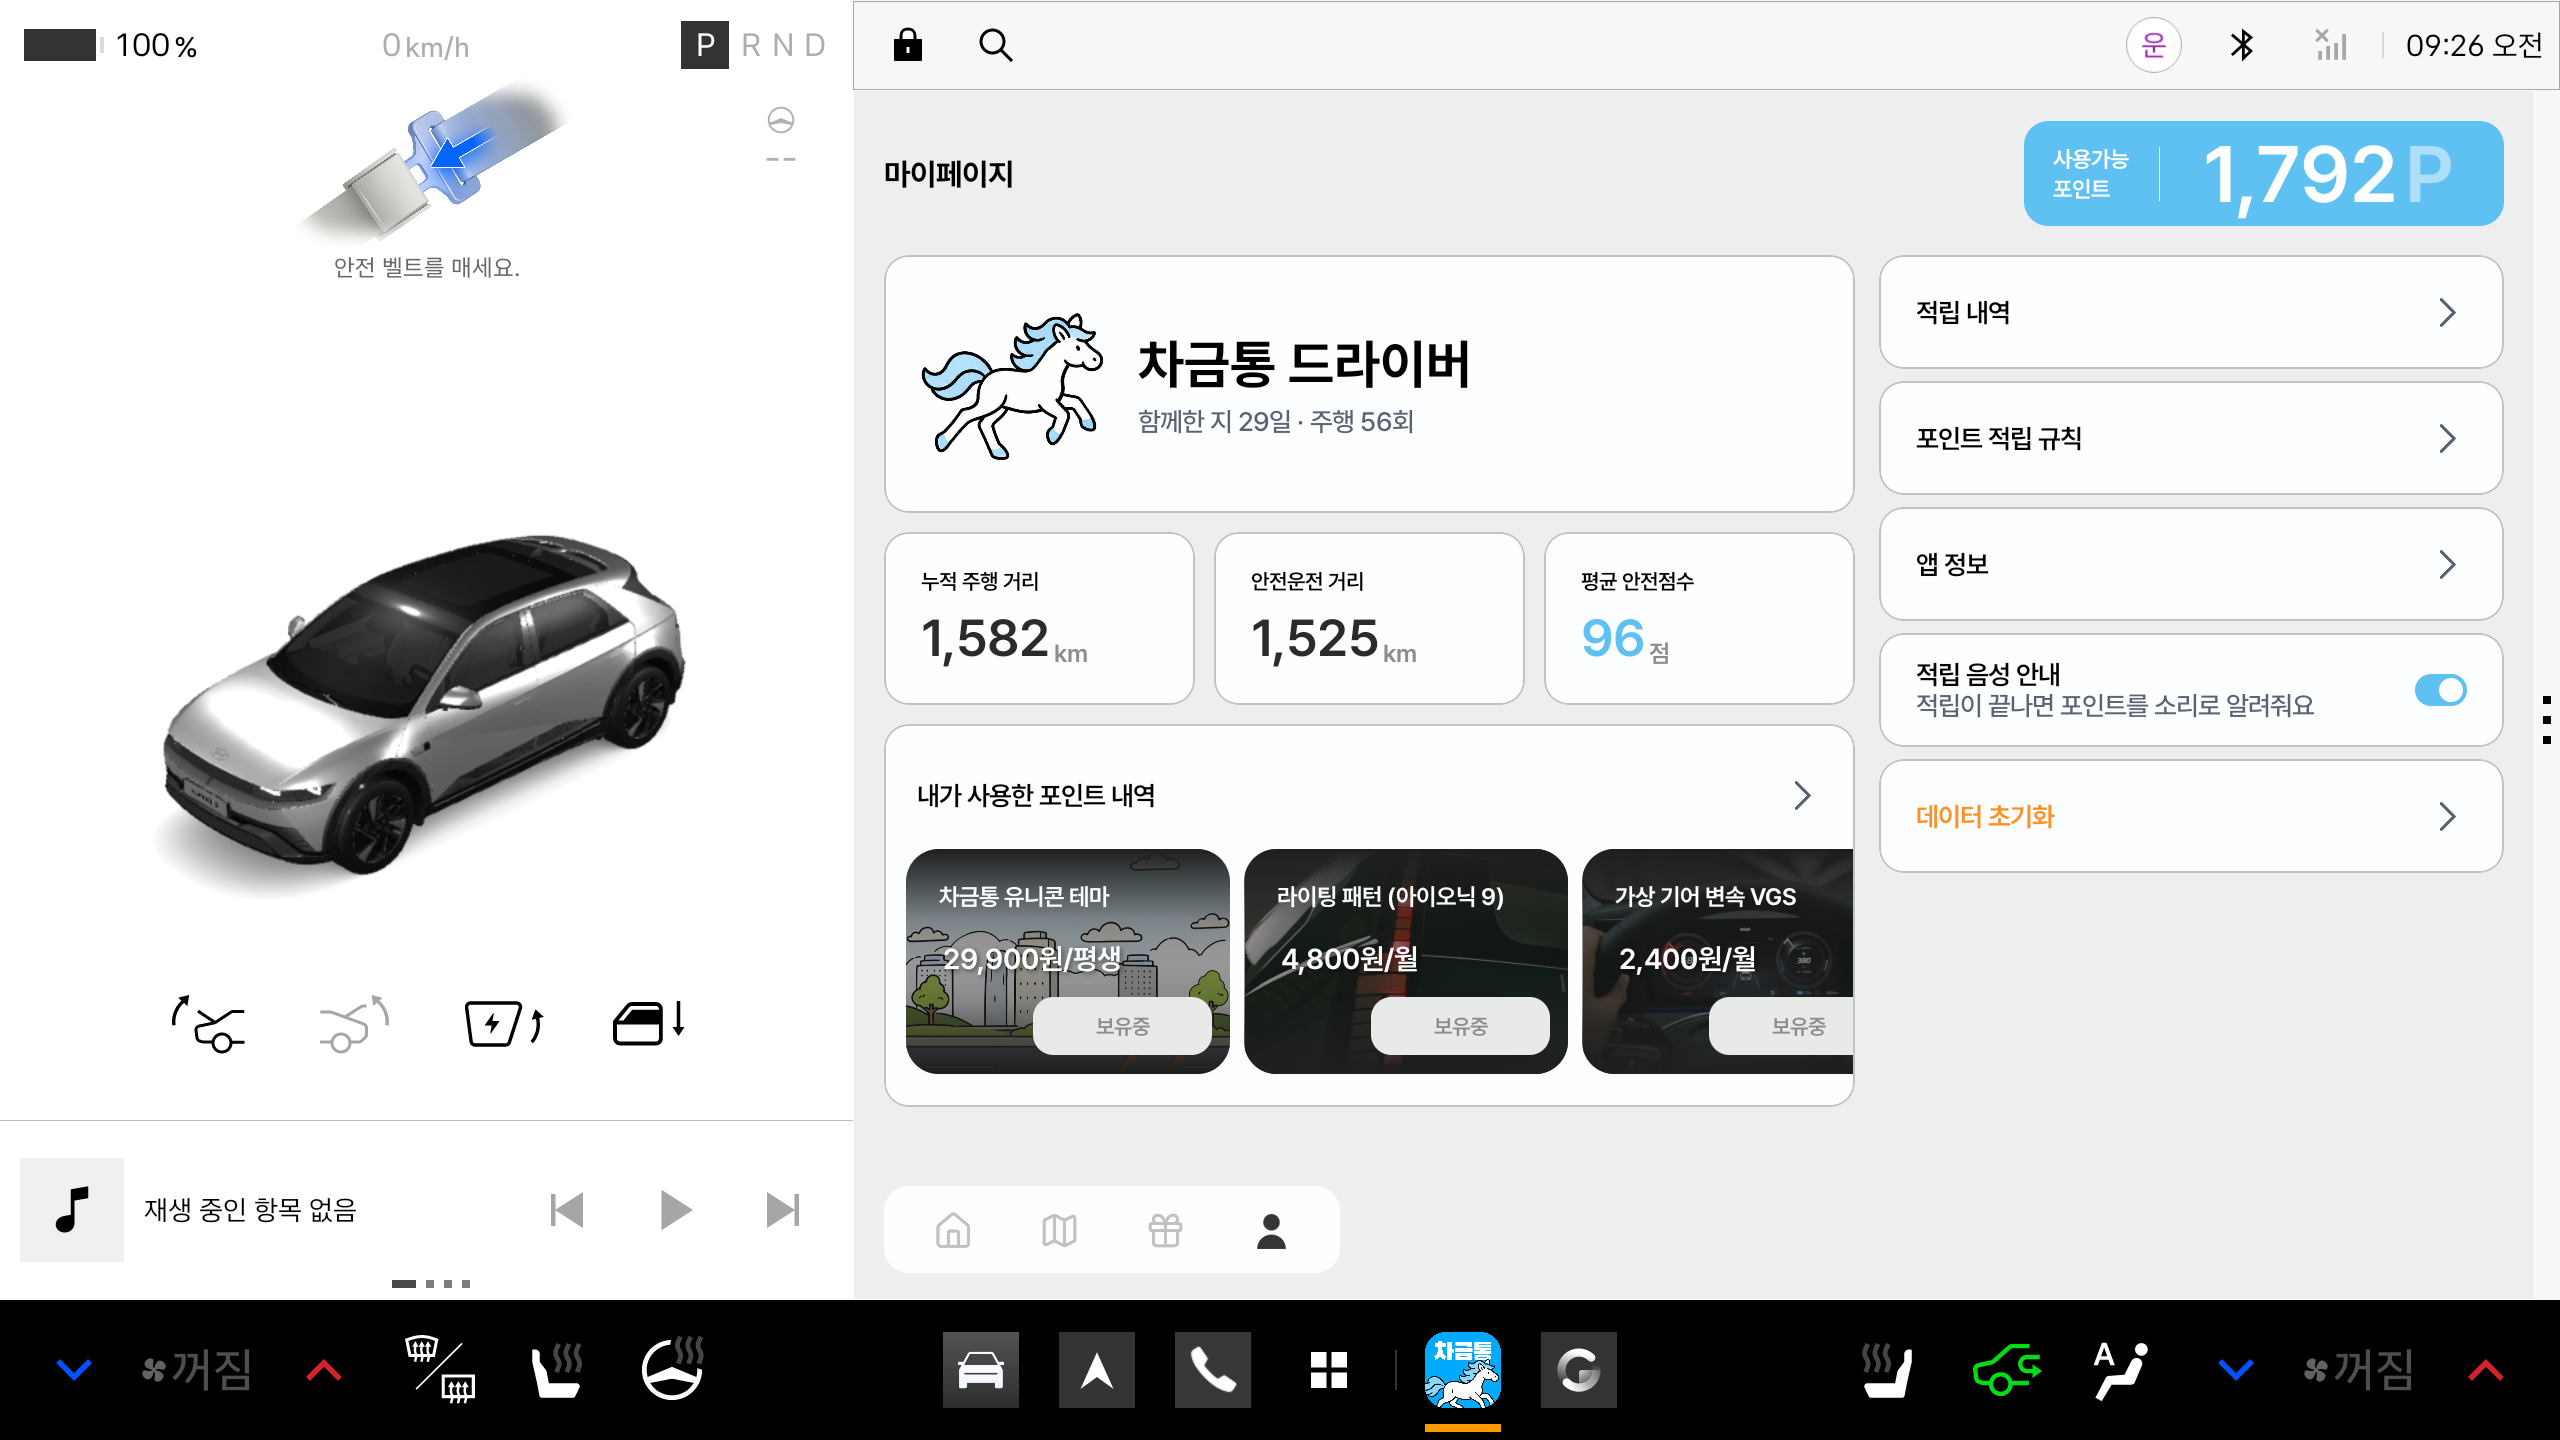 100 %
0 km/h
P R N D
운
09:26 오전
안전 벨트를 매세요.
마이페이지
사용가능
포인트
1,792 P
차금통 드라이버
함께한 지 29일 · 주행 56회
누적 주행 거리
1,582 km
안전운전 거리
1,525 km
평균 안전점수
96 점
내가 사용한 포인트 내역
차금통 유니콘 테마
29,900원/평생
보유중
라이팅 패턴 (아이오닉 9)
4,800원/월
보유중
가상 기어 변속 VGS
2,400원/월
보유중
적립 내역
포인트 적립 규칙
앱 정보
적립 음성 안내
적립이 끝나면 포인트를 소리로 알려줘요
데이터 초기화
재생 중인 항목 없음
꺼짐
차금통
A
꺼짐